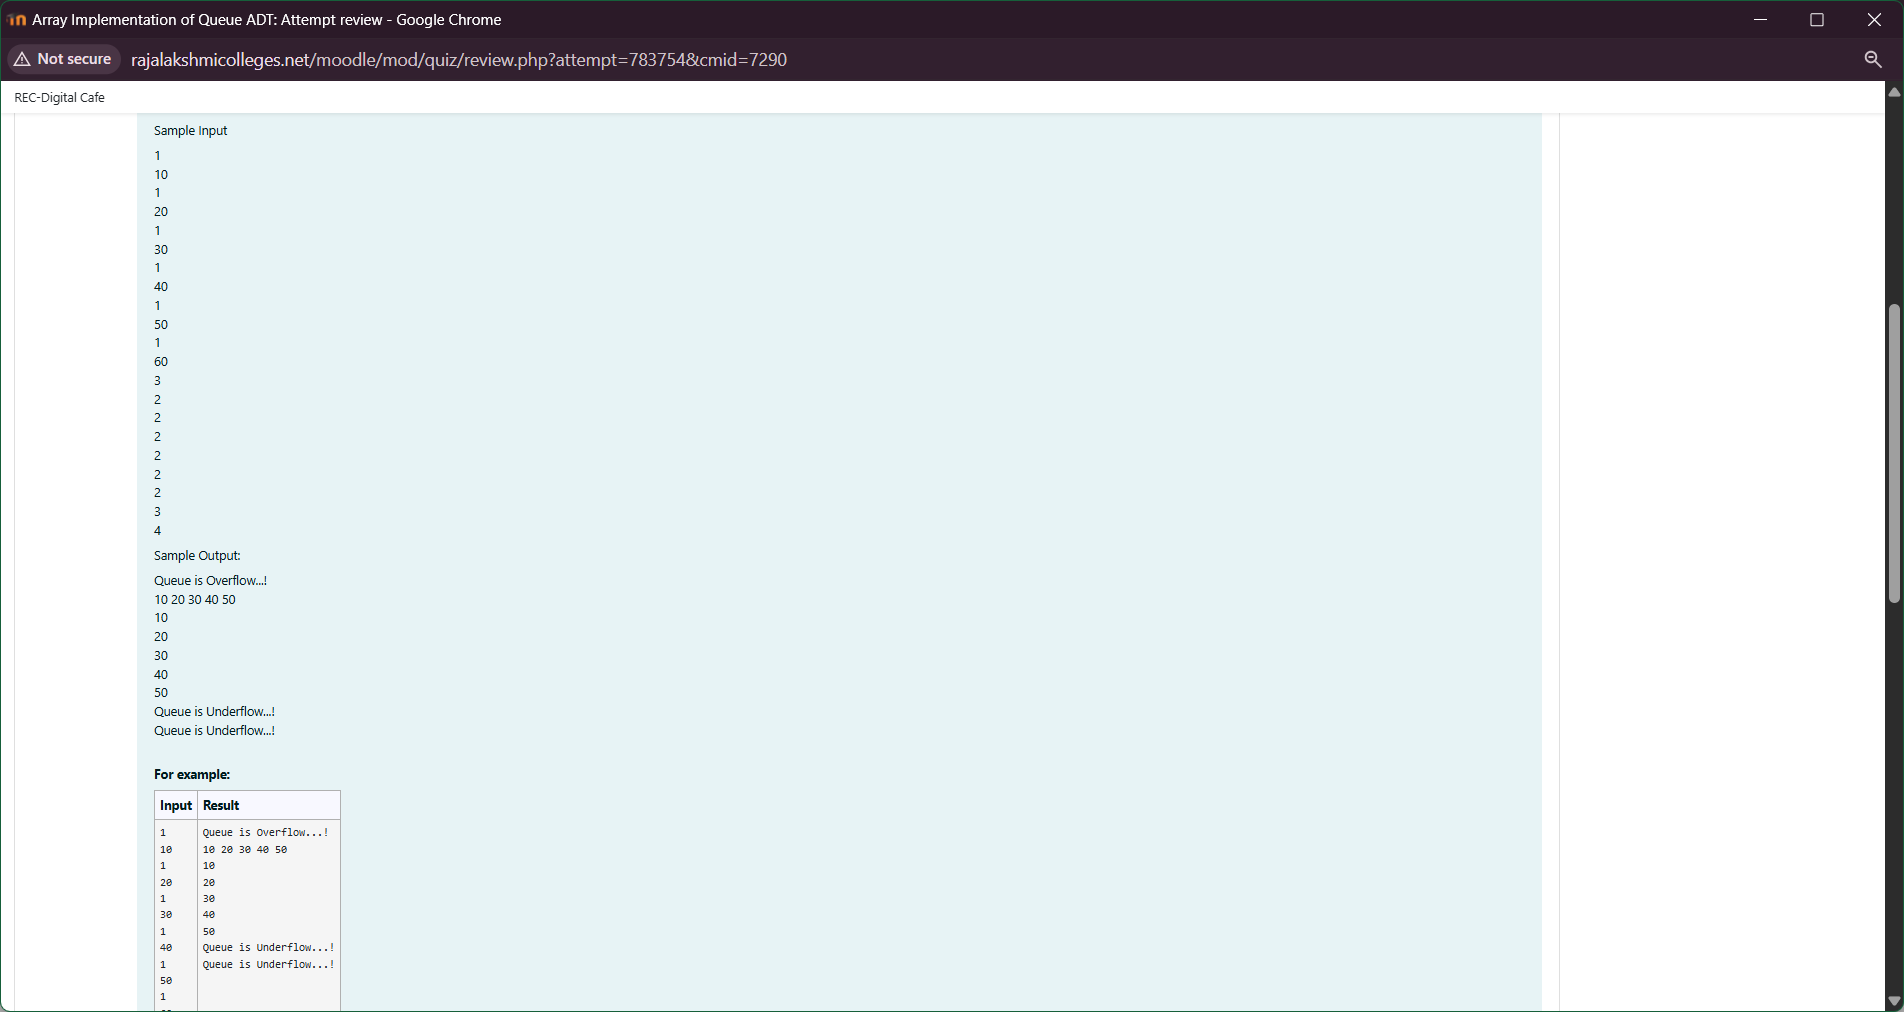 Array Implementation of Queue ADT: Attempt review - Google Chrome
Not secure rajalakshmicolleges.net/moodle/mod/quiz/review.php?attempt=783754&cmid=7290
REC-Digital Cafe
Sample Input
1
10
1
20
1
30
1
40
1
50
1
60
3
2
2
2
2
2
2
3
4
Sample Output:
Queue is Overflow...!
10 20 30 40 50
10
20
30
40
50
Queue is Underflow...!
Queue is Underflow...!
For example:
Input Result
1 Queue is Overflow...!
10 10 20 30 40 50
1 10
20 20
1 30
30 40
1 50
40 Queue is Underflow...!
1 Queue is Underflow...!
50
1